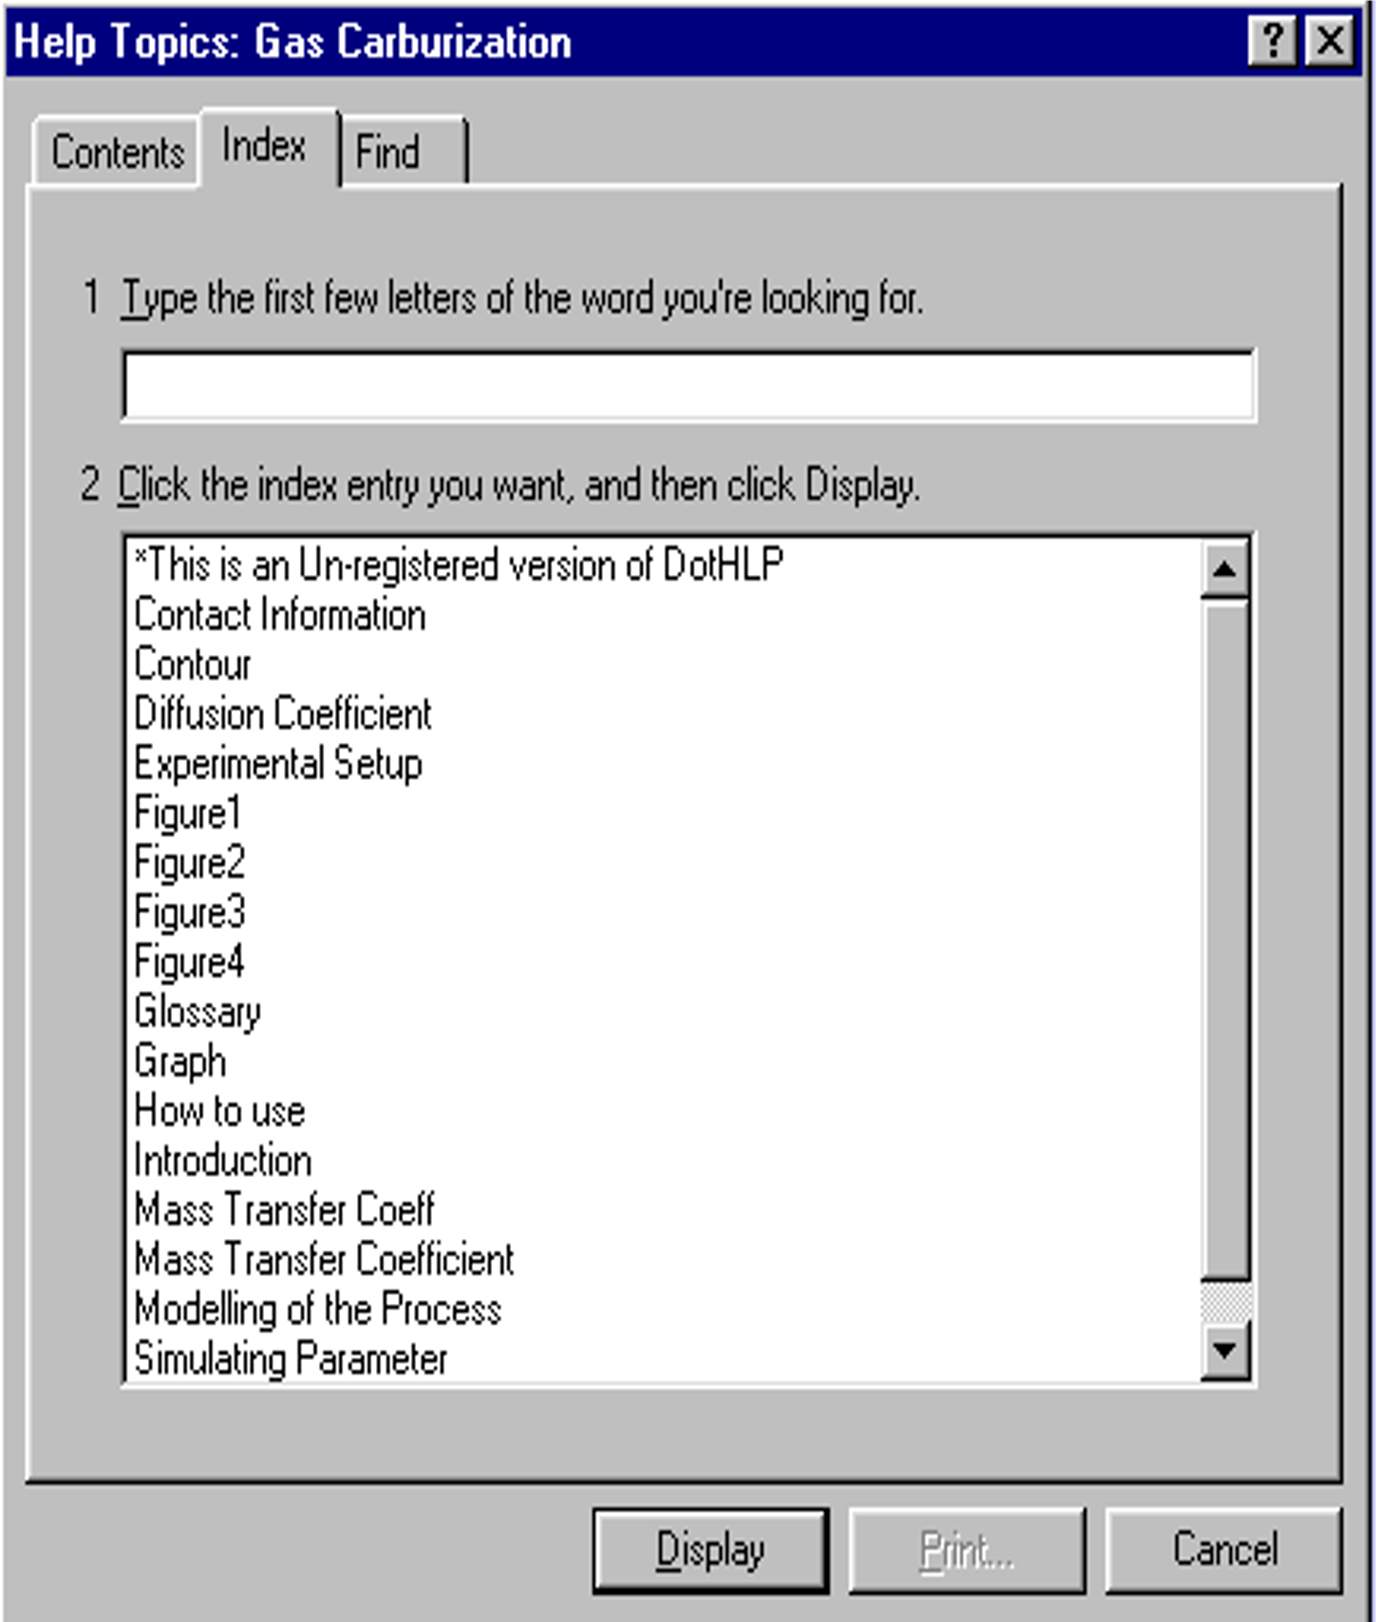 Help Topics: Gas Carburization
Contents Index Find
1 Type the first few letters of the word you're looking for.
2 Click the index entry you want, and then click Display.
*This is an Un-registered version of DotHLP
Contact Information
Contour
Diffusion Coefficient
Experimental Setup
Figure1
Figure2
Figure3
Figure4
Glossary
Graph
How to use
Introduction
Mass Transfer Coeff
Mass Transfer Coefficient
Modelling of the Process
Simulating Parameter
Display Print... Cancel